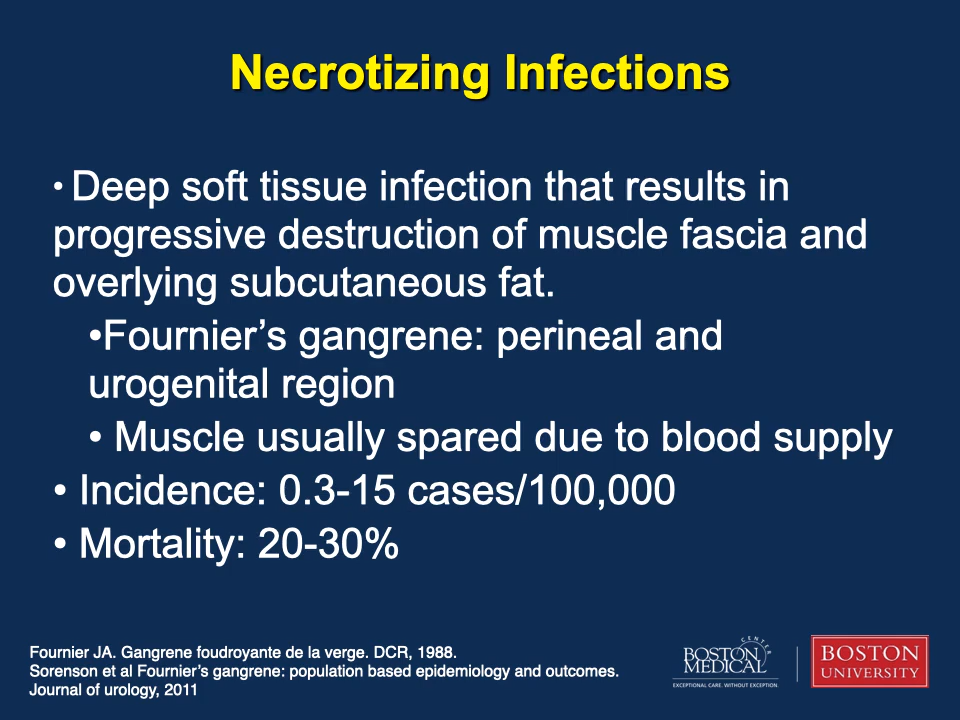 Necrotizing Infections
• Deep soft tissue infection that results in
progressive destruction of muscle fascia and
overlying subcutaneous fat.
•Fournier’s gangrene: perineal and
urogenital region
• Muscle usually spared due to blood supply
• Incidence: 0.3-15 cases/100,000
• Mortality: 20-30%
Fournier JA. Gangrene foudroyante de la verge. DCR, 1988.
Sorenson et al Fournier’s gangrene: population based epidemiology and outcomes.
Journal of urology, 2011
BOSTON
MEDICAL
CENTER
EXCEPTIONAL CARE. WITHOUT EXCEPTION.
BOSTON
UNIVERSITY